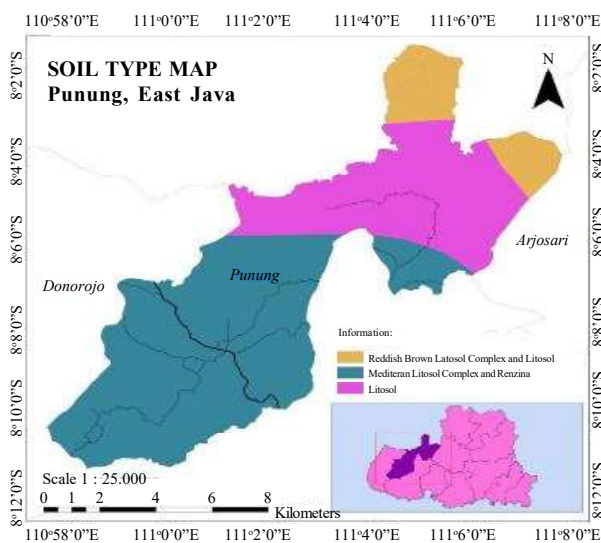 110°58’0”E 111°0’0”E 111°2’0”E 111°4’0”E 111°6’0”E 111°8’0”E
SOIL TYPE MAP
Punung, East Java
N
8°2’0”S
8°2’0”S
8°4’0”S
8°4’0”S
8°6’0”S
8°6’0”S
Arjosari
Punung
Donorojo
8°8’0”S
8°8’0”S
Information:
Reddish Brown Latosol Complex and Litosol
Mediteran Litosol Complex and Renzina
Litosol
8°10’0”S
8°10’0”S
Scale 1 : 25.000
0 1 2 4 6 8
Kilometers
8°12’0”S
8°12’0”S
110°58’0”E 111°0’0”E 111°2’0”E 111°4’0”E 111°6’0”E 111°8’0”E